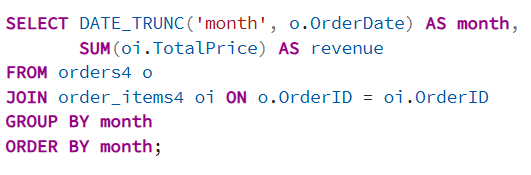 SELECT DATE_TRUNC('month', o.OrderDate) AS month,
       SUM(oi.TotalPrice) AS revenue
FROM orders4 o
JOIN order_items4 oi ON o.OrderID = oi.OrderID
GROUP BY month
ORDER BY month;